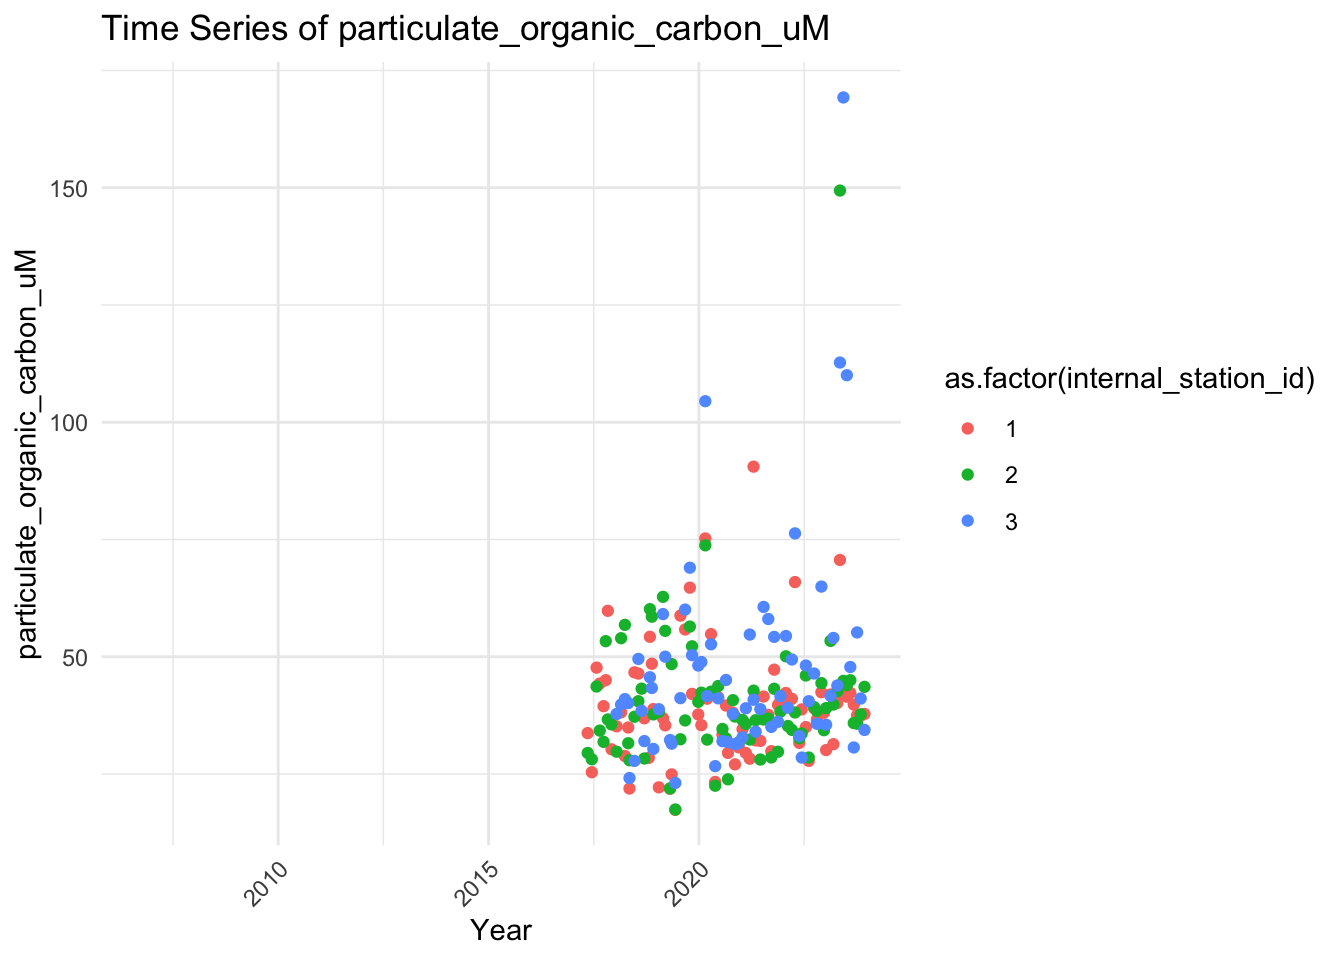 Time Series of particulate_organic_carbon_uM
particulate_organic_carbon_uM
150
100
50
2010
2015
2020
Year
as.factor(internal_station_id)
1
2
3